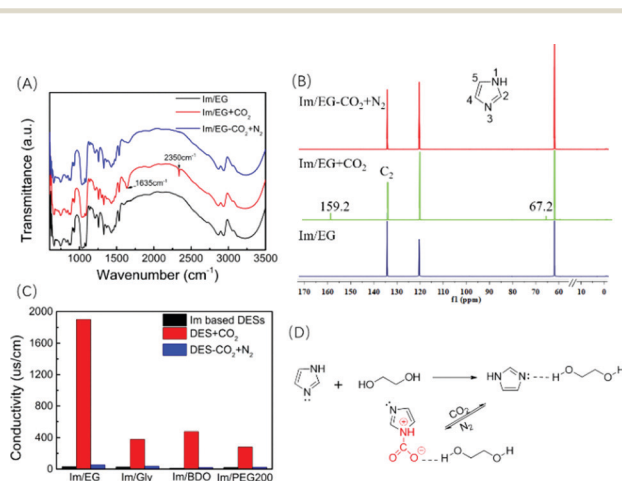 (A)
Im/EG
Im/EG+CO₂
Im/EG-CO₂+N₂
2350cm⁻¹
1635cm⁻¹
Transmittance (a.u.)
1000 1500 2000 2500 3000 3500
Wavenumber (cm⁻¹)
(B)
Im/EG-CO₂+N₂
1
NH
2
3
N
4
5
Im/EG+CO₂
C₂
159.2
67.2
Im/EG
170 160 150 140 130 120 110 100 90 80 70 60 10 0
f1 (ppm)
(C)
Im based DESs
DES+CO₂
DES-CO₂+N₂
Conductivity (us/cm)
2000
1600
1200
800
400
0
Im/EG Im/Gly Im/BDO Im/PEG200
(D)
NH
N
+
HO
OH
HN
N
H
O
O
H
CO₂
N₂
N
NH
+
C
O
O
−
H
O
O
H